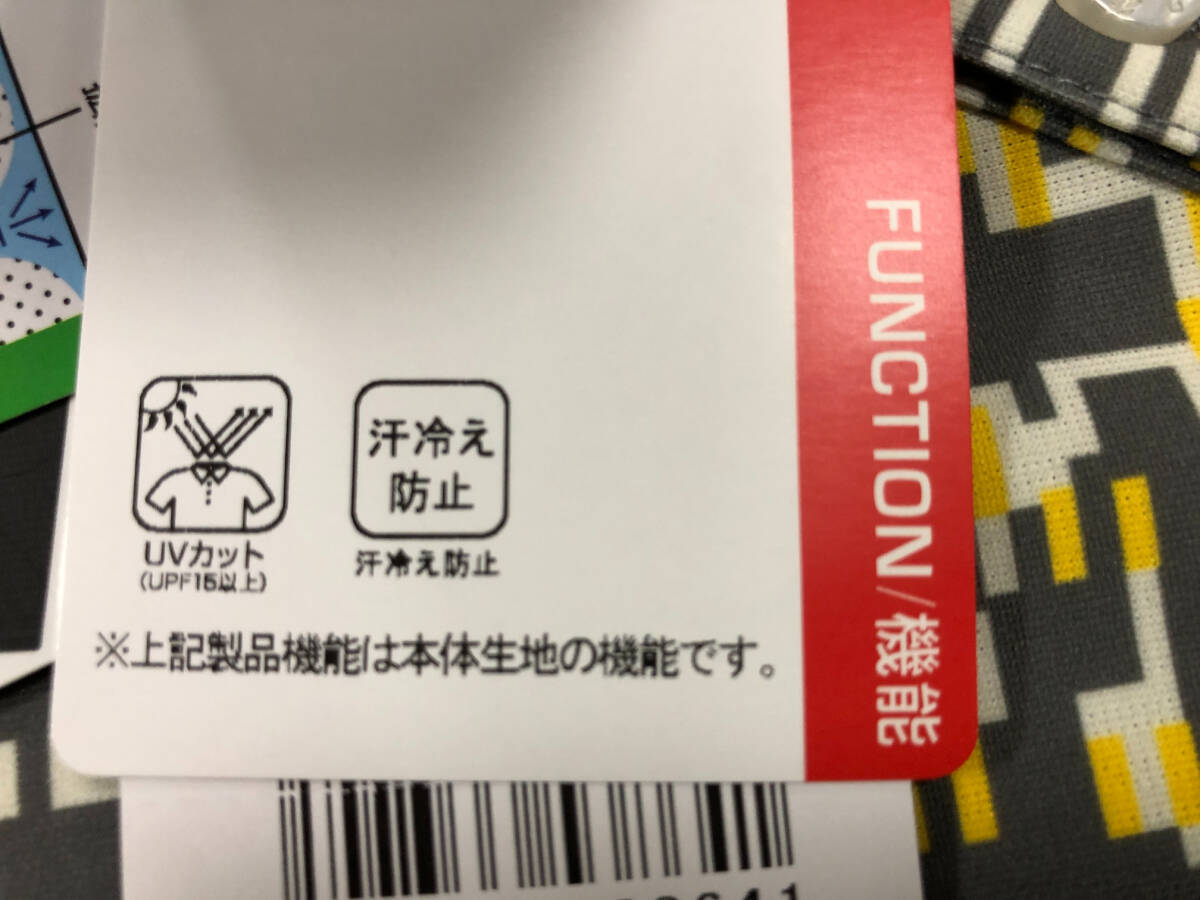 FUNCTION/機能
汗冷え
防止
UVカット
(UPF15以上)
汗冷え防止
※上記製品機能は本体生地の機能です。